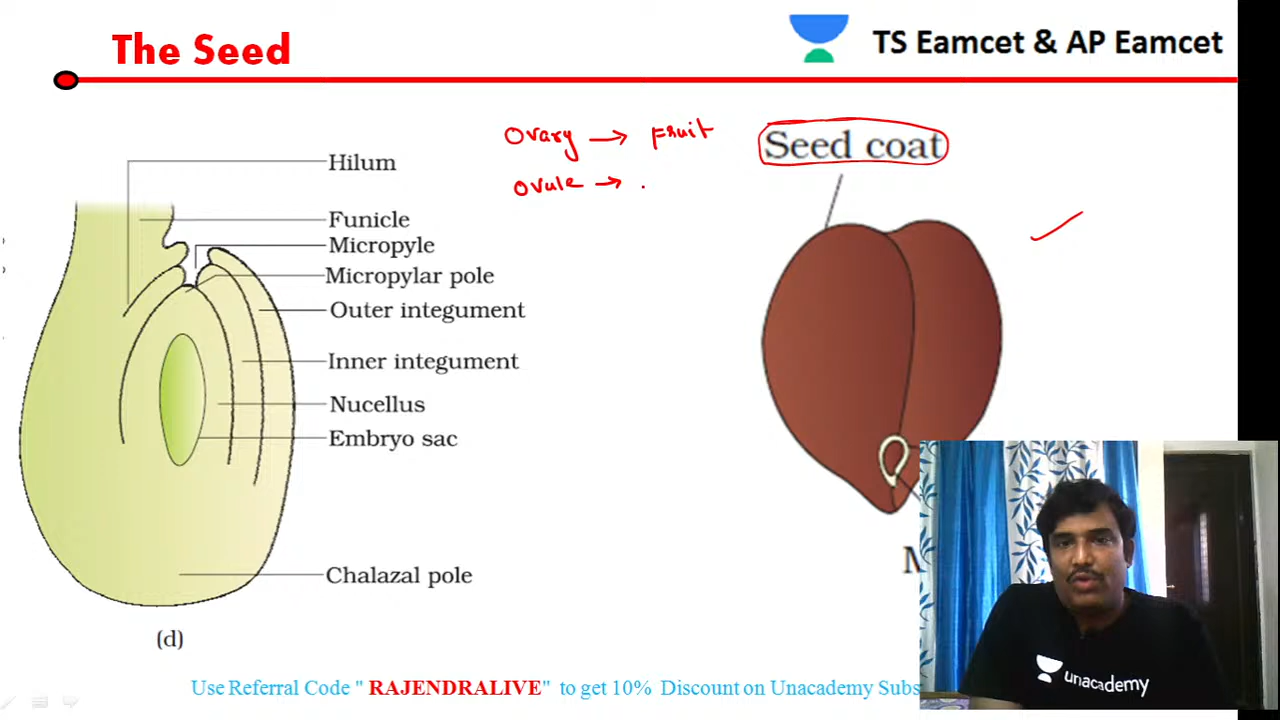 The Seed
TS Eamcet & AP Eamcet
Ovary → Fruit
Ovule →
Seed coat
Hilum
Funicle
Micropyle
Micropylar pole
Outer integument
Inner integument
Nucellus
Embryo sac
Chalazal pole
(d)
unacademy
Use Referral Code " RAJENDRALIVE" to get 10% Discount on Unacademy